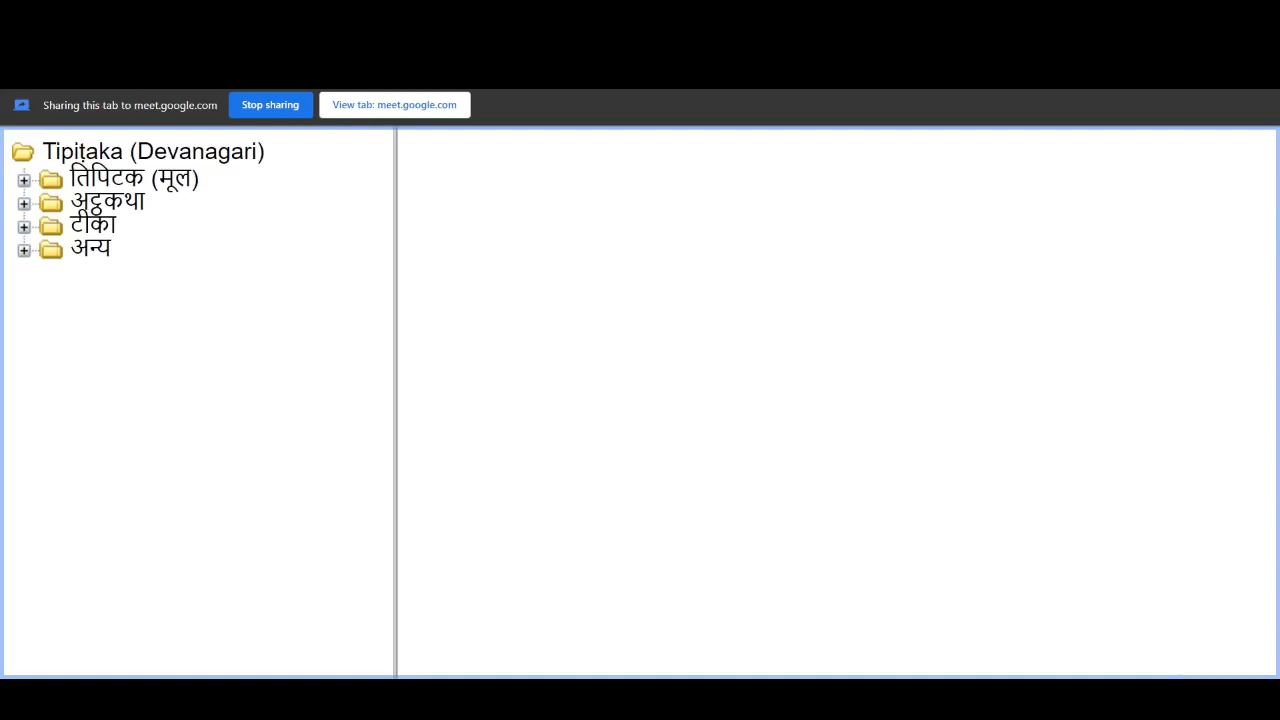 Sharing this tab to meet.google.com Stop sharing View tab: meet.google.com
Tipiṭaka (Devanagari)
तिपिटक (मूल)
अट्ठकथा
टीका
अन्य